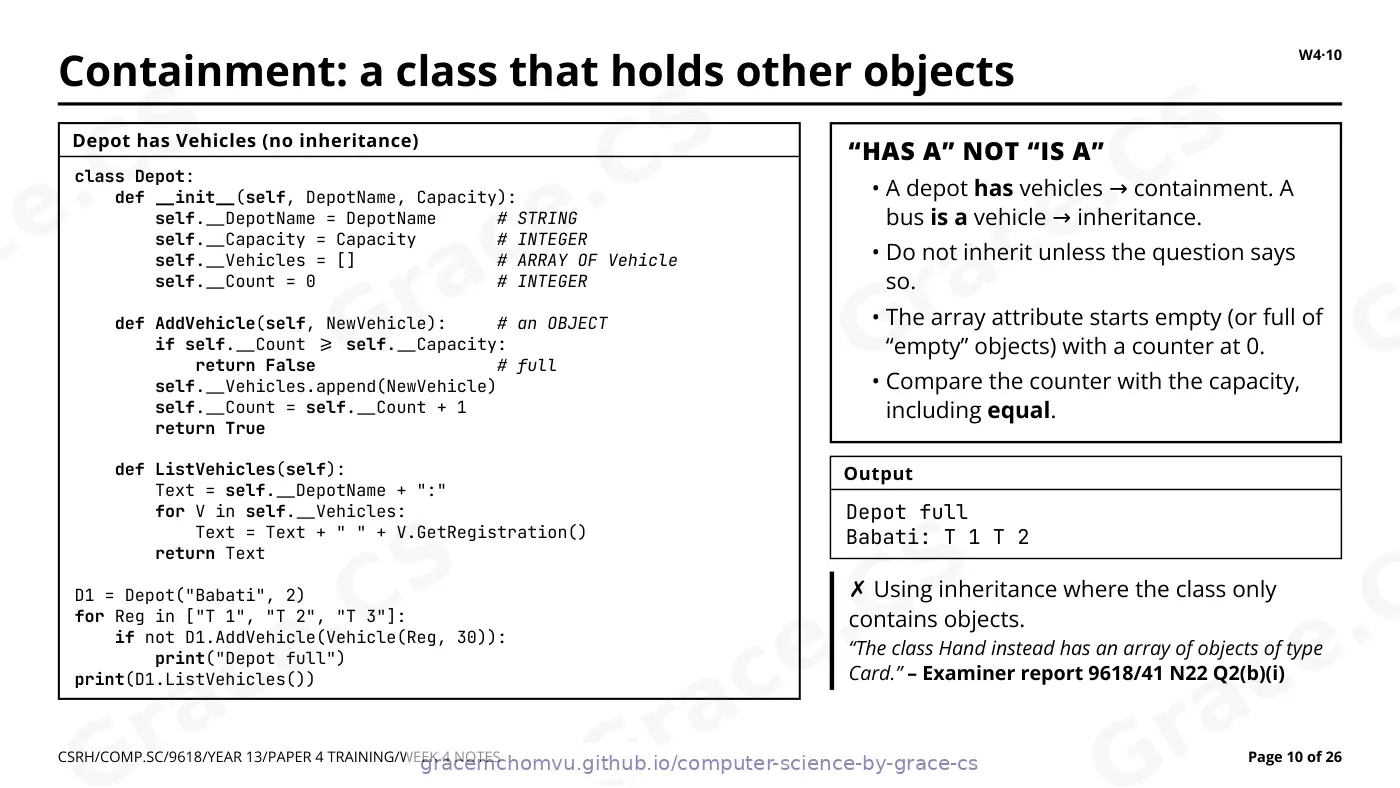 Containment: a class that holds other objects
W4·10
Depot has Vehicles (no inheritance)
class Depot:
    def __init__(self, DepotName, Capacity):
        self.__DepotName = DepotName      # STRING
        self.__Capacity = Capacity        # INTEGER
        self.__Vehicles = []              # ARRAY OF Vehicle
        self.__Count = 0                  # INTEGER
    def AddVehicle(self, NewVehicle):     # an OBJECT
        if self.__Count ⩾ self.__Capacity:
            return False                  # full
        self.__Vehicles.append(NewVehicle)
        self.__Count = self.__Count + 1
        return True
    def ListVehicles(self):
        Text = self.__DepotName + ":"
        for V in self.__Vehicles:
            Text = Text + " " + V.GetRegistration()
        return Text
D1 = Depot("Babati", 2)
for Reg in ["T 1", "T 2", "T 3"]:
    if not D1.AddVehicle(Vehicle(Reg, 30)):
        print("Depot full")
print(D1.ListVehicles())
“HAS A” NOT “IS A”
• A depot has vehicles → containment. A
bus is a vehicle → inheritance.
• Do not inherit unless the question says
so.
• The array attribute starts empty (or full of
“empty” objects) with a counter at 0.
• Compare the counter with the capacity,
including equal.
Output
Depot full
Babati: T 1 T 2
✗ Using inheritance where the class only
contains objects.
“The class Hand instead has an array of objects of type
Card.” – Examiner report 9618/41 N22 Q2(b)(i)
CSRH/COMP.SC/9618/YEAR 13/PAPER 4 TRAINING/WEEK 4 NOTES
gracemchomvu.github.io/computer-science-by-grace-cs
Page 10 of 26
Grace.CS